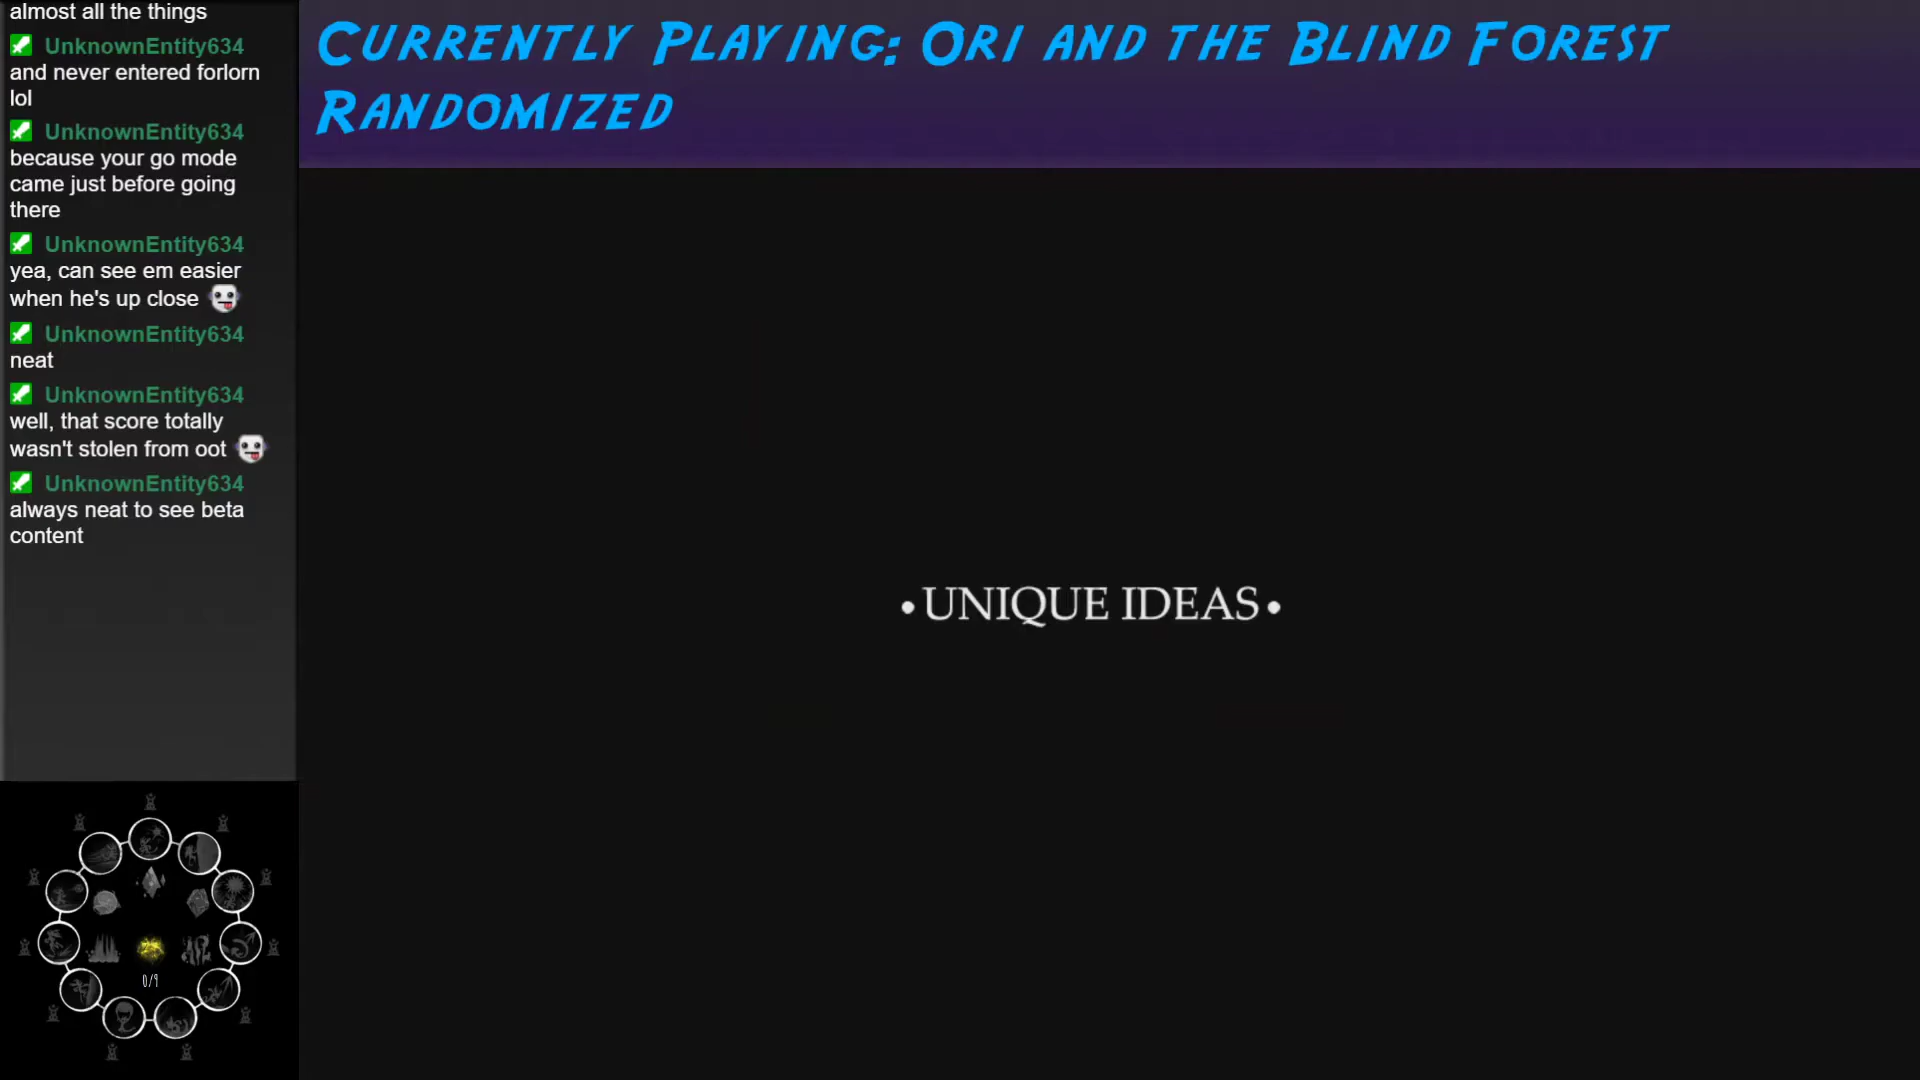 almost all the things
UnknownEntity634
and never entered forlorn
lol
UnknownEntity634
because your go mode
came just before going
there
UnknownEntity634
yea, can see em easier
when he's up close
UnknownEntity634
neat
UnknownEntity634
well, that score totally
wasn't stolen from oot
UnknownEntity634
always neat to see beta
content
CURRENTLY PLAYING: ORI AND THE BLIND FOREST
RANDOMIZED
•UNIQUE IDEAS•
0/9